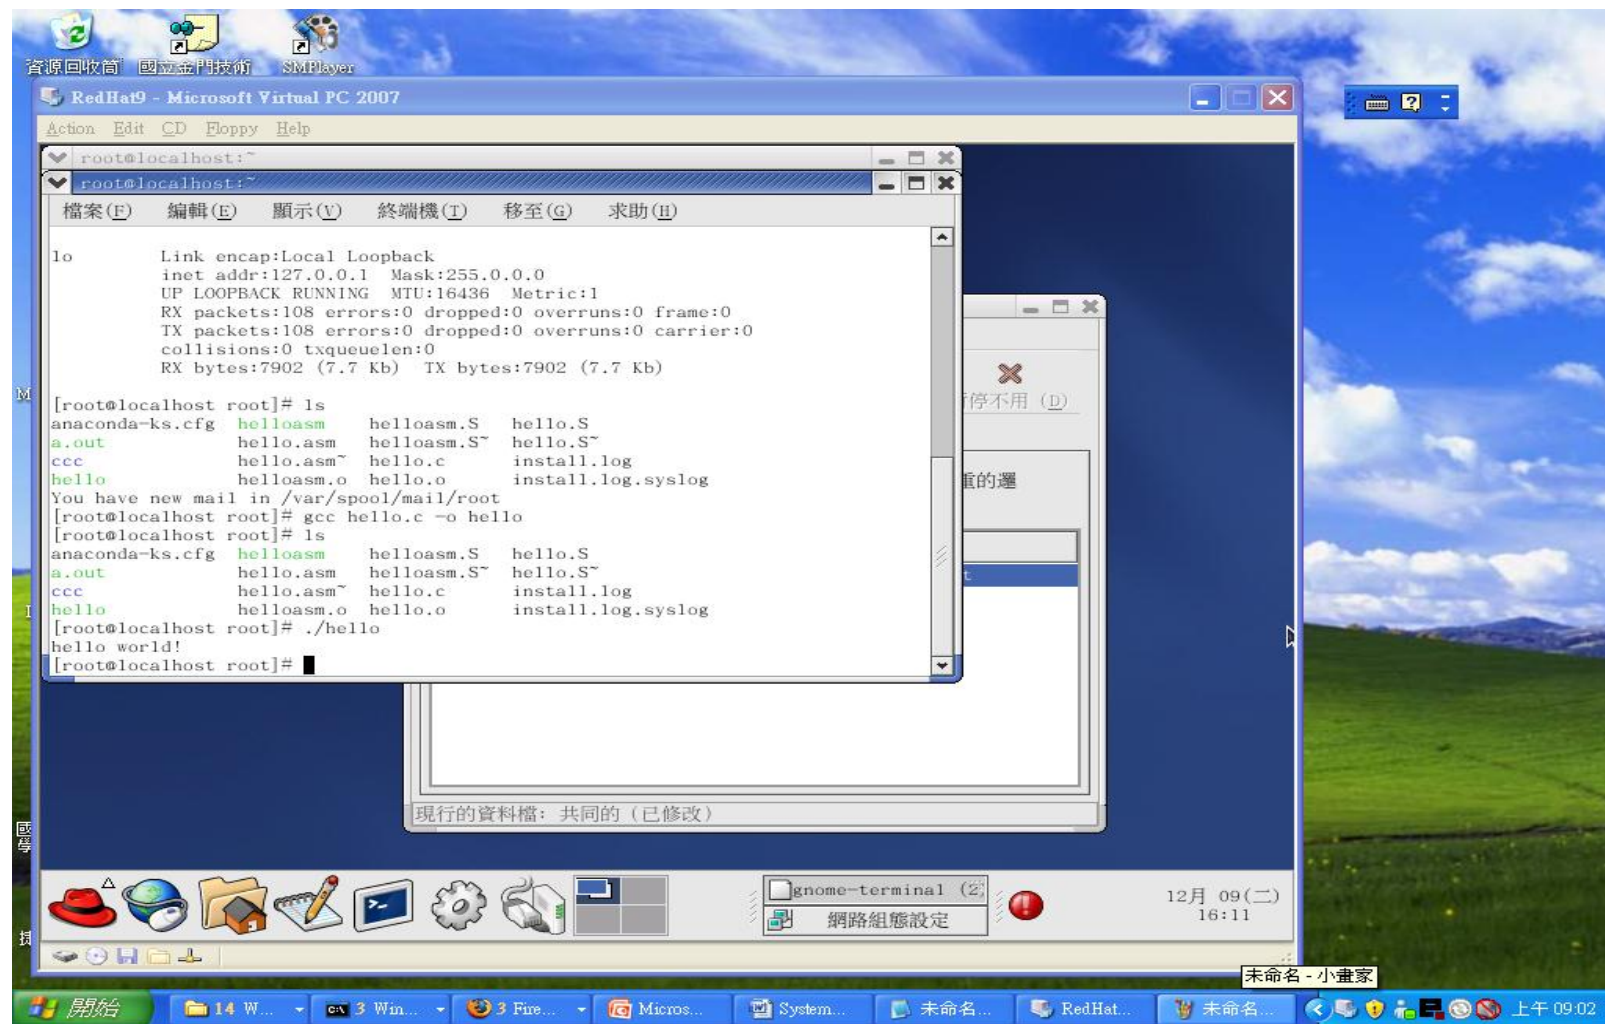 資源回收筒 國立金門技術 SMPlayer
RedHat9 - Microsoft Virtual PC 2007
Action Edit CD Floppy Help
root@localhost:~
root@localhost:~
檔案(F) 編輯(E) 顯示(V) 終端機(T) 移至(G) 求助(H)
lo Link encap:Local Loopback
inet addr:127.0.0.1 Mask:255.0.0.0
UP LOOPBACK RUNNING MTU:16436 Metric:1
RX packets:108 errors:0 dropped:0 overruns:0 frame:0
TX packets:108 errors:0 dropped:0 overruns:0 carrier:0
collisions:0 txqueuelen:0
RX bytes:7902 (7.7 Kb) TX bytes:7902 (7.7 Kb)
[root@localhost root]# ls
anaconda-ks.cfg helloasm helloasm.S hello.S
a.out hello.asm helloasm.S~ hello.S~
ccc hello.asm~ hello.c install.log
hello helloasm.o hello.o install.log.syslog
You have new mail in /var/spool/mail/root
[root@localhost root]# gcc hello.c -o hello
[root@localhost root]# ls
anaconda-ks.cfg helloasm helloasm.S hello.S
a.out hello.asm helloasm.S~ hello.S~
ccc hello.asm~ hello.c install.log
hello helloasm.o hello.o install.log.syslog
[root@localhost root]# ./hello
hello world!
[root@localhost root]#
停不用 (D)
重的選
t
現行的資料檔: 共同的 (已修改)
gnome-terminal (2
網路組態設定
12月 09(二)
16:11
未命名 - 小畫家
開始 14 W... 3 Win... 3 Fire... Micros... System... 未命名... RedHat... 未命名... 上午 09:02